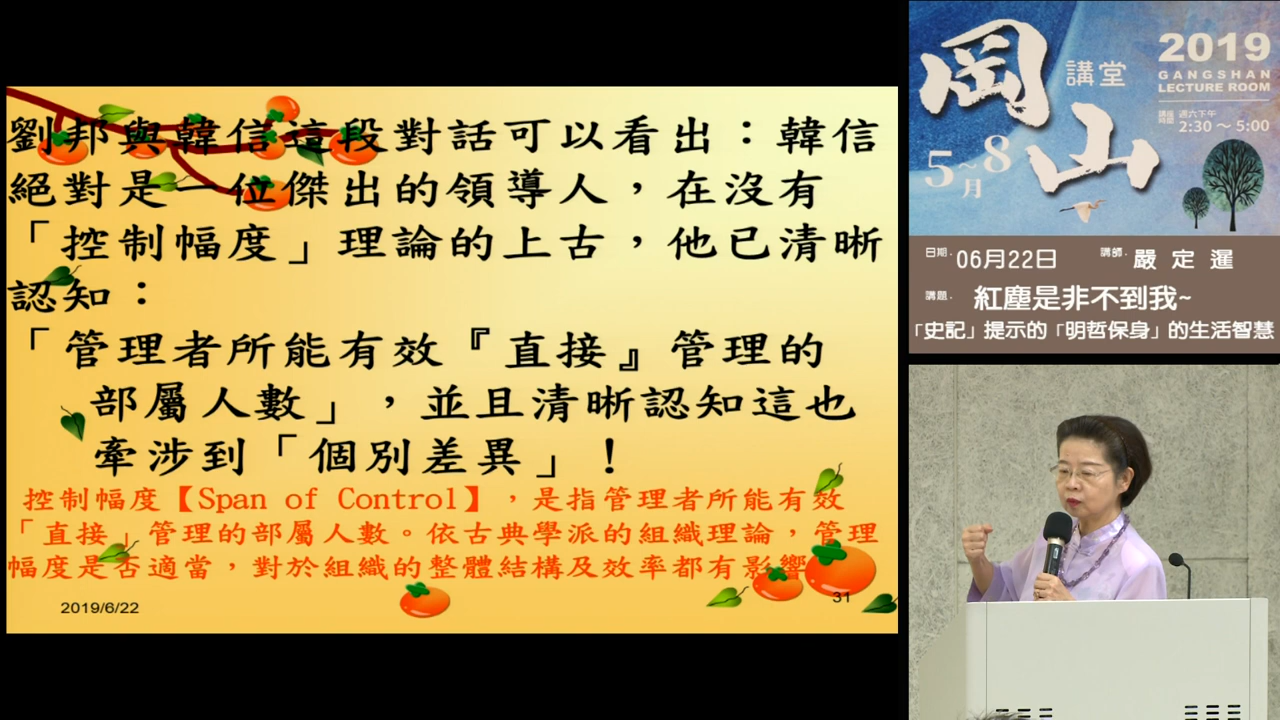 劉邦與韓信這段對話可以看出：韓信
絕對是一位傑出的領導人，在沒有
「控制幅度」理論的上古，他已清晰
認知：
「管理者所能有效『直接』管理的
部屬人數」，並且清晰認知這也
牽涉到「個別差異」！
控制幅度【Span of Control】，是指管理者所能有效
「直接」管理的部屬人數。依古典學派的組織理論，管理
幅度是否適當，對於組織的整體結構及效率都有影響
2019/6/22
31
岡山
講堂
2019
GANGSHAN
LECTURE ROOM
週六下午
2:30～5:00
5～8月
日期. 06月22日
講師. 嚴定暹
講題. 紅塵是非不到我~
「史記」提示的「明哲保身」的生活智慧